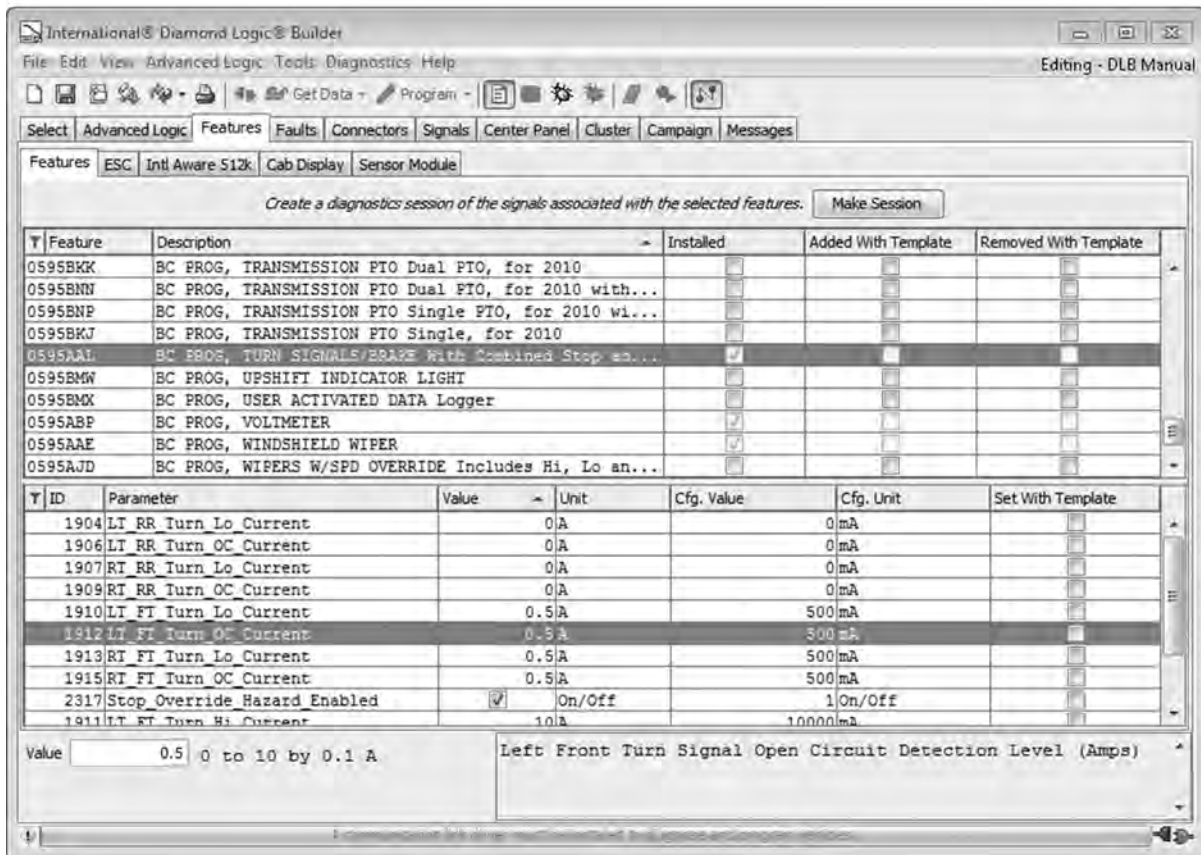 International® Diamond Logic® Builder
File Edit View Advanced Logic Tools Diagnostics Help Editing - DLB Manual
Get Data Program
Select Advanced Logic Features Faults Connectors Signals Center Panel Cluster Campaign Messages
Features ESC Intl Aware 512k Cab Display Sensor Module
Create a diagnostics session of the signals associated with the selected features. Make Session
Feature Description Installed Added With Template Removed With Template
0595BKK BC PROG, TRANSMISSION PTO Dual PTO, for 2010
0595BNN BC PROG, TRANSMISSION PTO Dual PTO, for 2010 with...
0595BNP BC PROG, TRANSMISSION PTO Single PTO, for 2010 wi...
0595BKJ BC PROG, TRANSMISSION PTO Single, for 2010
0595AAL BC PROG, TURN SIGNALS/BRAKE With Combined Stop an...
0595BMW BC PROG, UPSHIFT INDICATOR LIGHT
0595BMX BC PROG, USER ACTIVATED DATA Logger
0595ABP BC PROG, VOLTMETER
0595AAE BC PROG, WINDSHIELD WIPER
0595AJD BC PROG, WIPERS W/SPD OVERRIDE Includes Hi, Lo an...
ID Parameter Value Unit Cfg. Value Cfg. Unit Set With Template
1904 LT_RR_Turn_Lo_Current 0 A 0 mA
1906 LT_RR_Turn_OC_Current 0 A 0 mA
1907 RT_RR_Turn_Lo_Current 0 A 0 mA
1909 RT_RR_Turn_OC_Current 0 A 0 mA
1910 LT_FT_Turn_Lo_Current 0.5 A 500 mA
1912 LT_FT_Turn_OC_Current 0.5 A 500 mA
1913 RT_FT_Turn_Lo_Current 0.5 A 500 mA
1915 RT_FT_Turn_OC_Current 0.5 A 500 mA
2317 Stop_Override_Hazard_Enabled On/Off 1 On/Off
1911 LT_FT_Turn_Hi_Current 10 A 10000 mA
Value 0.5 0 to 10 by 0.1 A Left Front Turn Signal Open Circuit Detection Level (Amps)